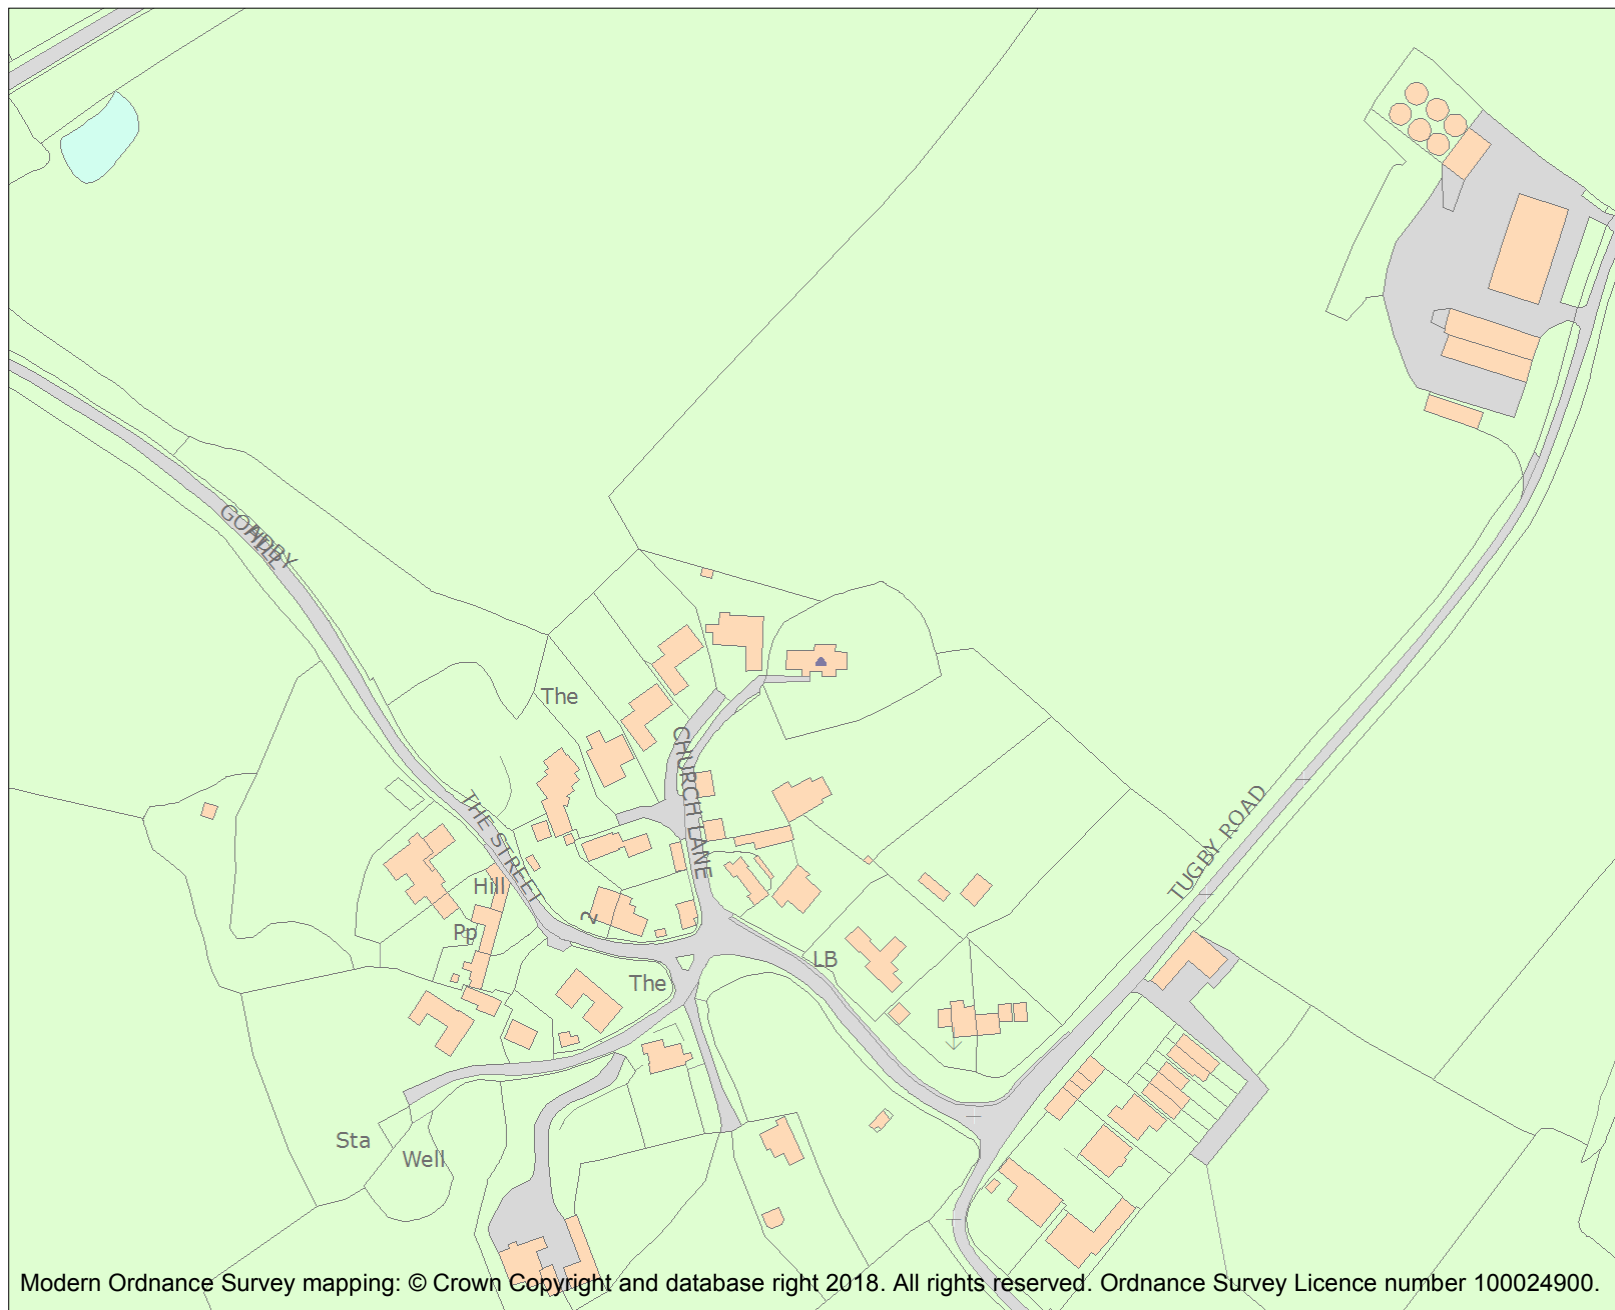 GOADBY
HILL
The
CHURCH LANE
THE STREET
TUGBY ROAD
Hill
2
Pp
LB
The
Sta
Well
Modern Ordnance Survey mapping: © Crown Copyright and database right 2018. All rights reserved. Ordnance Survey Licence number 100024900.